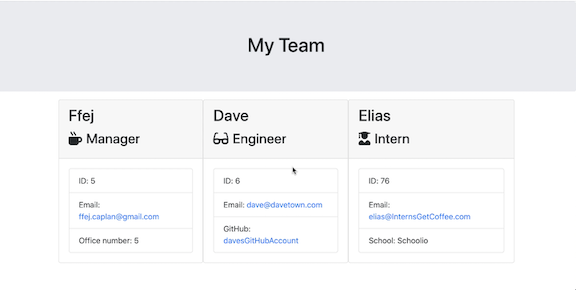 My Team
Ffej
Manager
ID: 5
Email:
ffej.caplan@gmail.com
Office number: 5
Dave
Engineer
ID: 6
Email: dave@davetown.com
GitHub:
davesGitHubAccount
Elias
Intern
ID: 76
Email:
elias@InternsGetCoffee.com
School: Schoolio